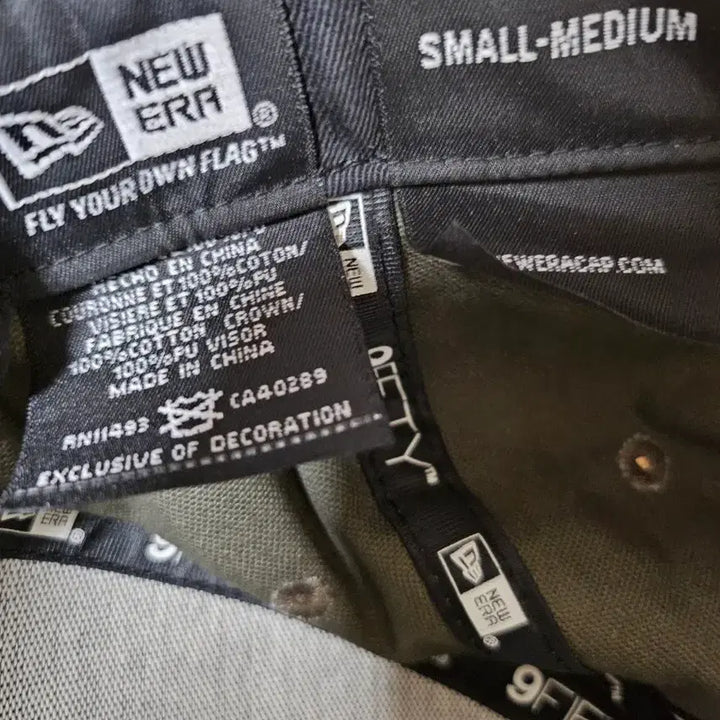 NEW
ERA®
FLY YOUR OWN FLAG™
SMALL-MEDIUM
HECHO EN CHINA
COURONNE ET 100%COTON/
VISIERE ET 100%PU
FABRIQUE EN CHINE
100%COTTON CROWN/
100%PU VISOR
MADE IN CHINA
RN11493 CA40289
EXCLUSIVE OF DECORATION
NEW
NEWERACAP.COM
FIFTY™
NEW
ERA®
9FIF